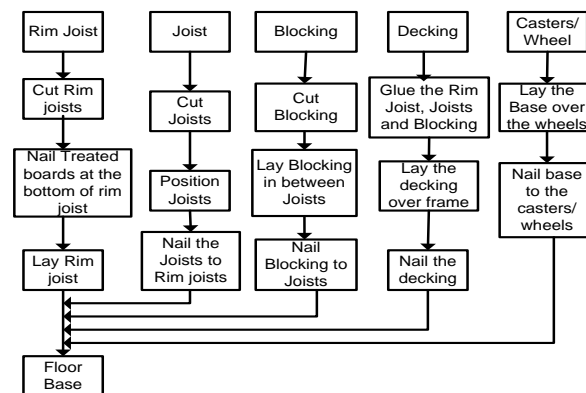 Rim Joist
Cut Rim
joists
Nail Treated
boards at the
bottom of rim
joist
Lay Rim
joist
Joist
Cut
Joists
Position
Joists
Nail the
Joists to
Rim joists
Blocking
Cut
Blocking
Lay Blocking
in between
Joists
Nail
Blocking to
Joists
Decking
Glue the Rim
Joist, Joists
and Blocking
Lay the
decking
over frame
Nail the
decking
Casters/
Wheel
Lay the
Base over
the wheels
Nail base
to the
casters/
wheels
Floor
Base